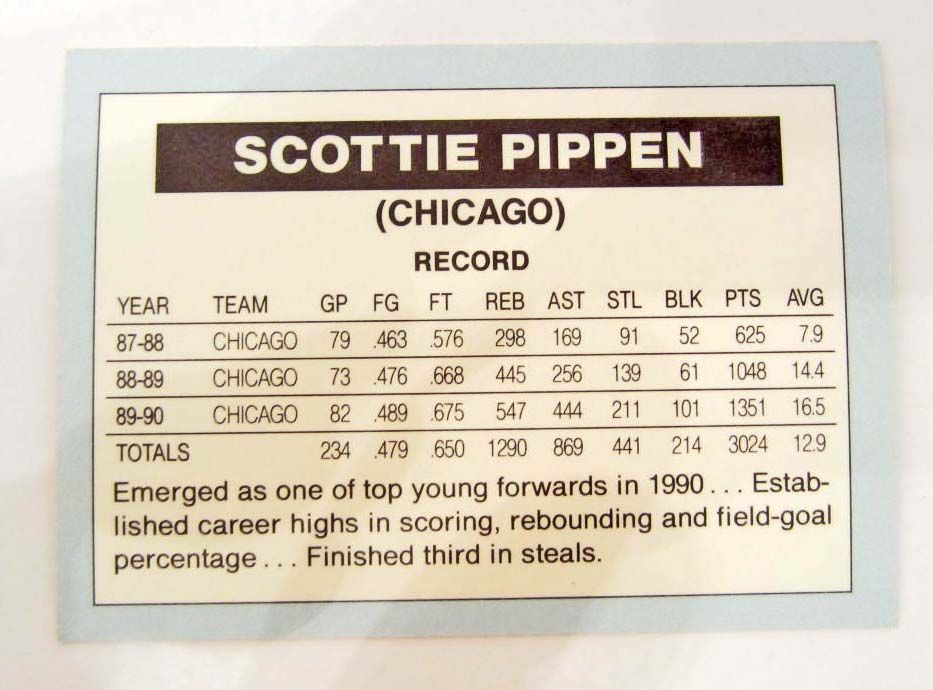 SCOTTIE PIPPEN
(CHICAGO)
RECORD
YEAR TEAM GP FG FT REB AST STL BLK PTS AVG
87-88 CHICAGO 79 .463 .576 298 169 91 52 625 7.9
88-89 CHICAGO 73 .476 .668 445 256 139 61 1048 14.4
89-90 CHICAGO 82 .489 .675 547 444 211 101 1351 16.5
TOTALS 234 .479 .650 1290 869 441 214 3024 12.9
Emerged as one of top young forwards in 1990 . . . Estab-
lished career highs in scoring, rebounding and field-goal
percentage . . . Finished third in steals.